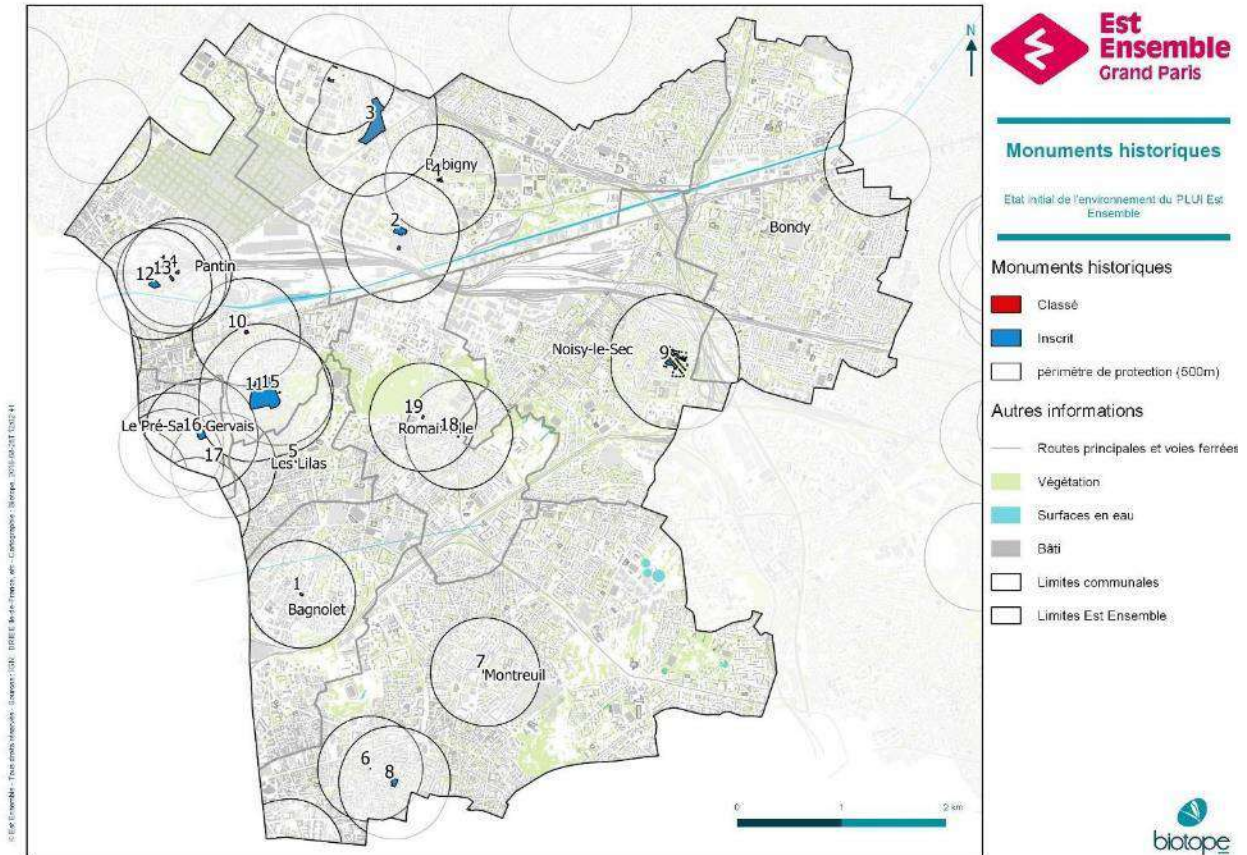 Est
Ensemble
Grand Paris
Monuments historiques
Etat initial de l'environnement du PLUi Est
Ensemble
Monuments historiques
Classé
Inscrit
périmètre de protection (500m)
Autres informations
Routes principales et voies ferrées
Végétation
Surfaces en eau
Bâti
Limites communales
Limites Est Ensemble
biotope
N
3
Bobigny
4
2
Bondy
Pantin
12
13
14
10
Noisy-le-Sec
9
11
15
19
Romainville
18
Le Pré-Saint-Gervais
16
17
5
Les Lilas
1
Bagnolet
7
Montreuil
6
8
0
1
2 km